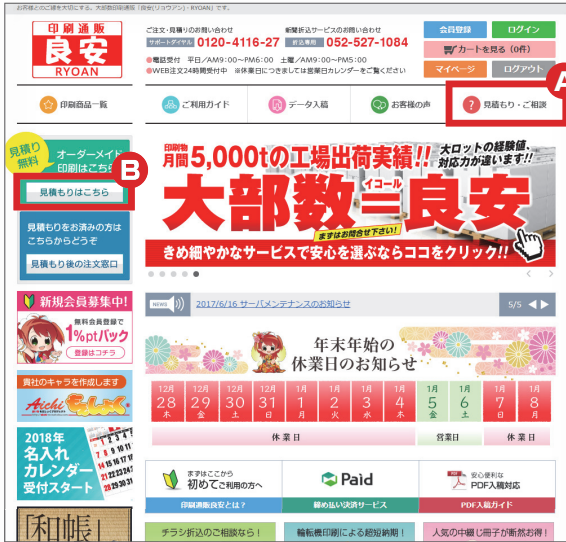 お客様とのご縁を大切にする。大部数印刷通販「良安(リョウアン)・RYOAN」です。
印刷通販
良安
RYOAN
ご注文・見積りのお問い合わせ
サポートダイヤル 0120-4116-27
新聞折込サービスのお問い合わせ
折込専用 052-527-1084
●電話受付 平日/AM9:00〜PM6:00 土曜/AM9:00〜PM5:00
●WEB注文24時間受付中 ※休業日につきましては営業日カレンダーをご覧ください
会員登録
ログイン
カートを見る (0件)
マイページ
ログアウト
印刷商品一覧
ご利用ガイド
データ入稿
お客様の声
? 見積もり・ご相談
A
見積り
無料
オーダーメイド
印刷はこちら
B
見積もりはこちら
見積もりをお済みの方は
こちらからどうぞ
見積もり後の注文窓口
印刷物
月間5,000tの工場出荷実績!!
大ロットの経験値、
対応力が違います!!
大部数=良安
イコール
まずはお問合せ下さい!
きめ細やかなサービスで安心を選ぶならココをクリック!!
新規会員募集中!
無料会員登録で
1%ptバック
登録はコチラ
NEWS
2017/6/16 サーバメンテナンスのお知らせ
5/5
年末年始の
休業日のお知らせ
12月 12月 12月 12月 1月 1月 1月 1月 1月 1月 1月 1月
28 29 30 31 1 2 3 4 5 6 7 8
木 金 土 日 月 火 水 木 金 土 日 月
休業日
営業日
休業日
貴社のキャラを作成します
Aichi
2018年
名入れ
カレンダー
受付スタート
まずはここから
初めてご利用の方へ
印刷通販良安とは?
Paid
締め払い決済サービス
安心便利な
PDF入稿対応
PDF入稿ガイド
「和帳」
チラシ折込のご相談なら!
輪転機印刷による超短納期!
人気の中綴じ冊子が断然お得!